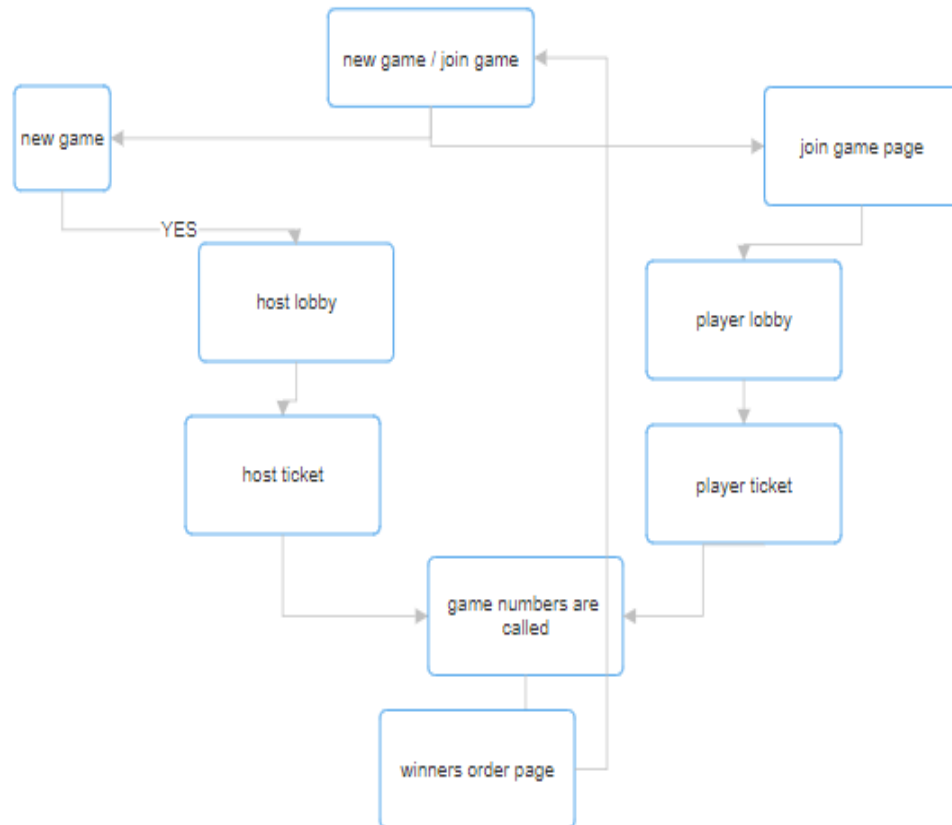 new game / join game
new game
join game page
YES
host lobby
player lobby
host ticket
player ticket
game numbers are
called
winners order page